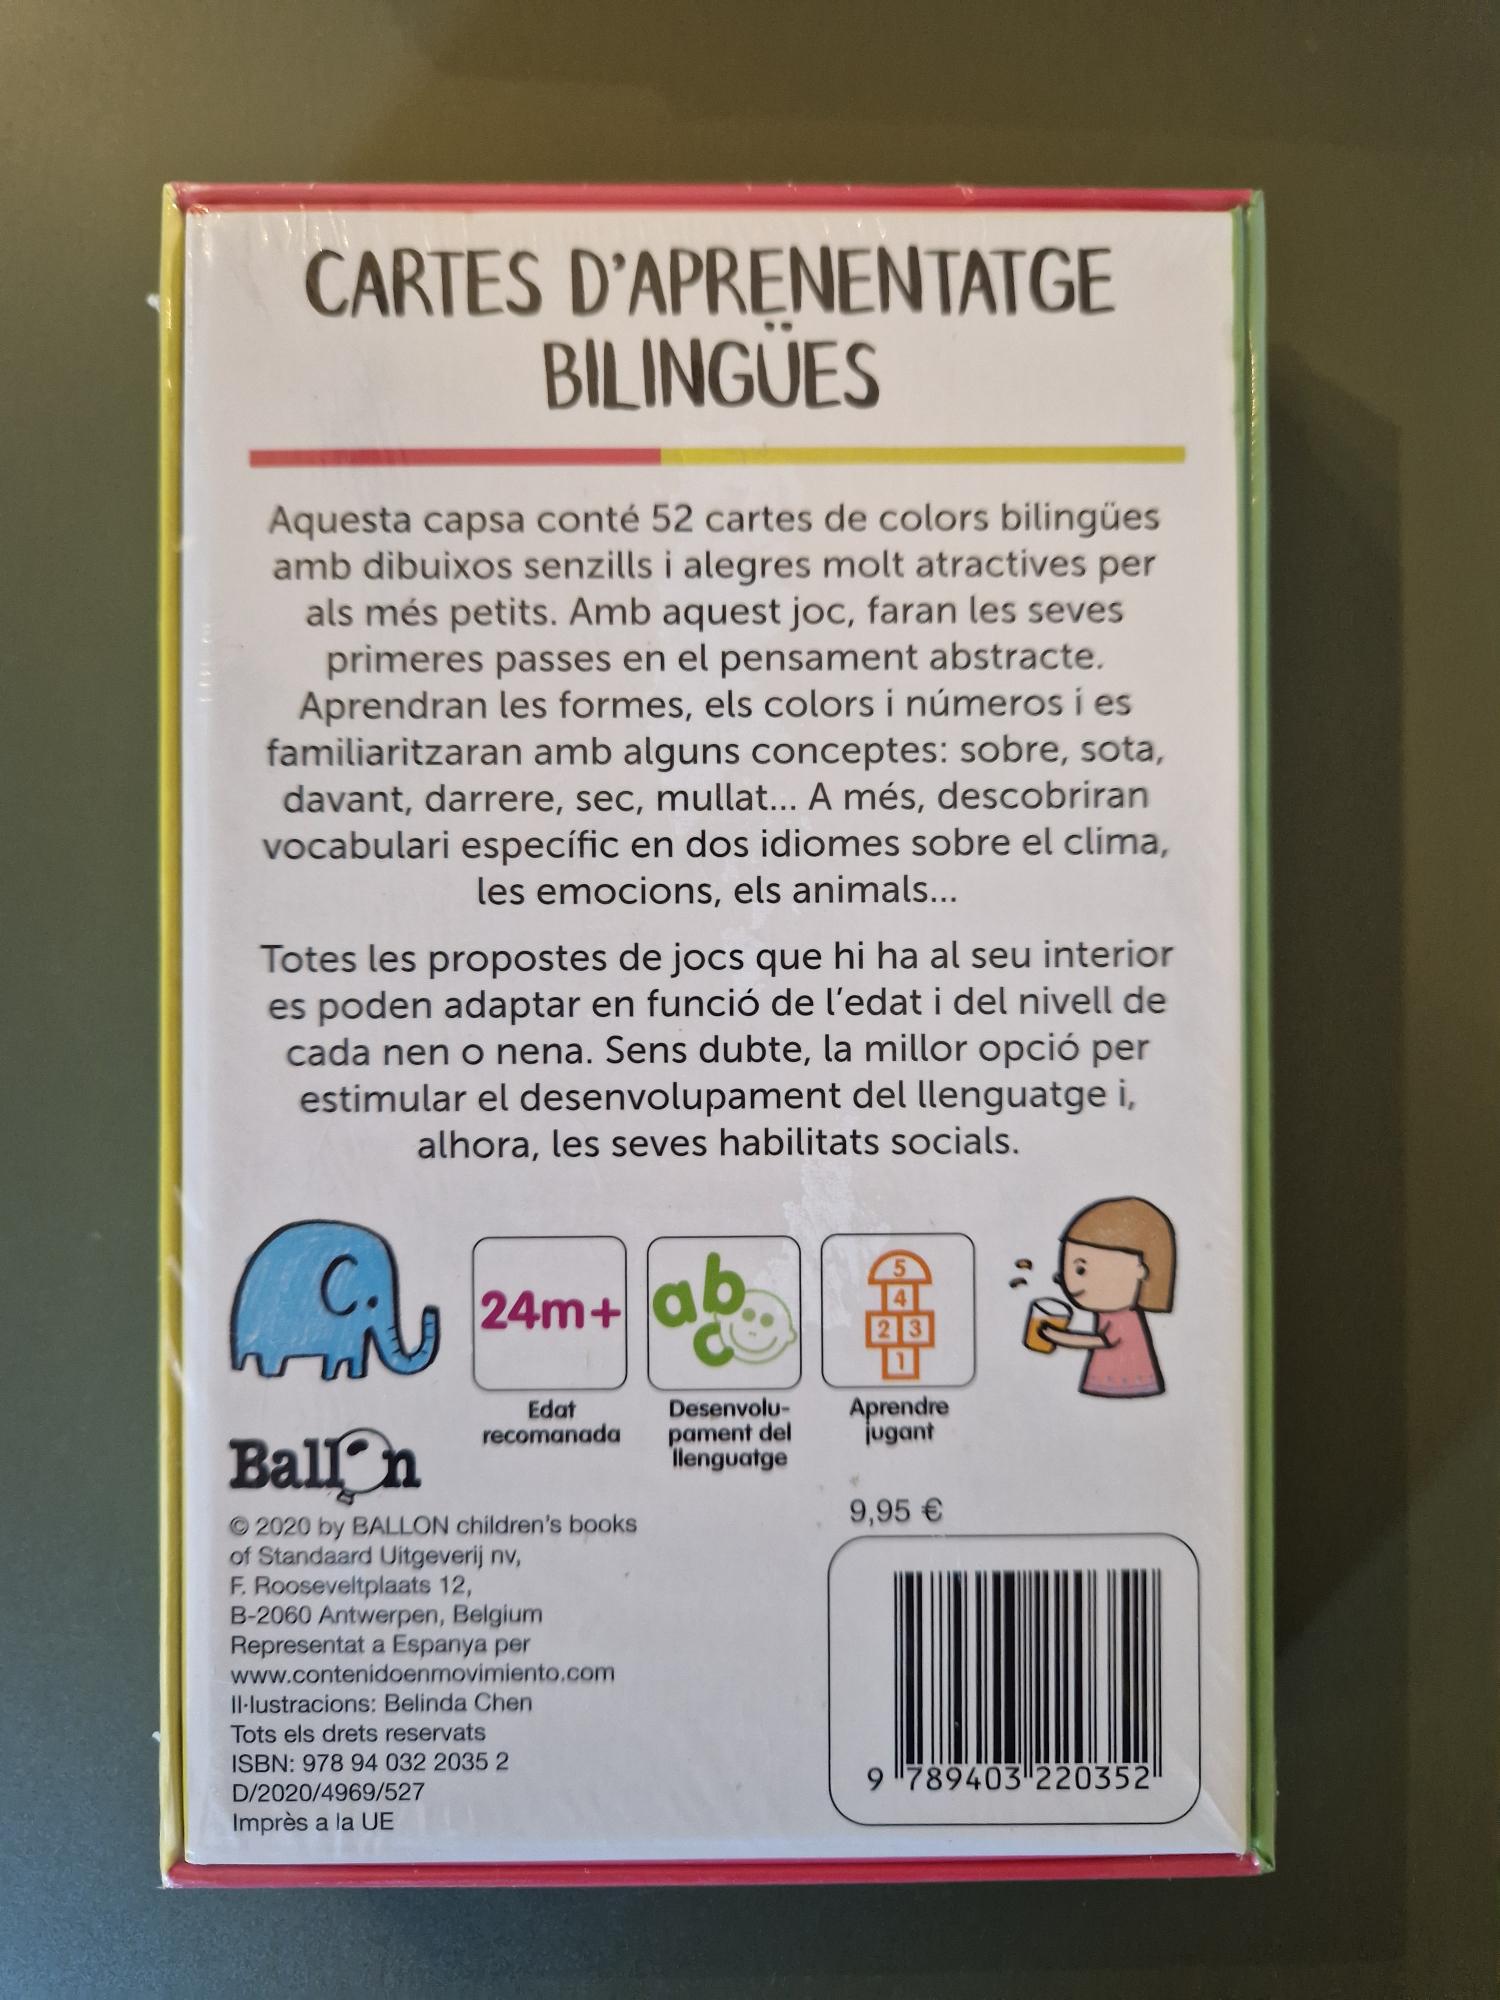 CARTES D'APRENENTATGE
BILINGÜES
Aquesta capsa conté 52 cartes de colors bilingües
amb dibuixos senzills i alegres molt atractives per
als més petits. Amb aquest joc, faran les seves
primeres passes en el pensament abstracte.
Aprendran les formes, els colors i números i es
familiaritzaran amb alguns conceptes: sobre, sota,
davant, darrere, sec, mullat... A més, descobriran
vocabulari específic en dos idiomes sobre el clima,
les emocions, els animals...
Totes les propostes de jocs que hi ha al seu interior
es poden adaptar en funció de l'edat i del nivell de
cada nen o nena. Sens dubte, la millor opció per
estimular el desenvolupament del llenguatge i,
alhora, les seves habilitats socials.
24m+
Edat
recomanada
ab
c
Desenvolu-
pament del
llenguatge
5
4
2 3
1
Aprendre
jugant
Ballon
© 2020 by BALLON children's books
of Standaard Uitgeverij nv,
F. Rooseveltplaats 12,
B-2060 Antwerpen, Belgium
Representat a Espanya per
www.contenidoenmovimiento.com
Il·lustracions: Belinda Chen
Tots els drets reservats
ISBN: 978 94 032 2035 2
D/2020/4969/527
Imprès a la UE
9,95 €
9 789403 220352